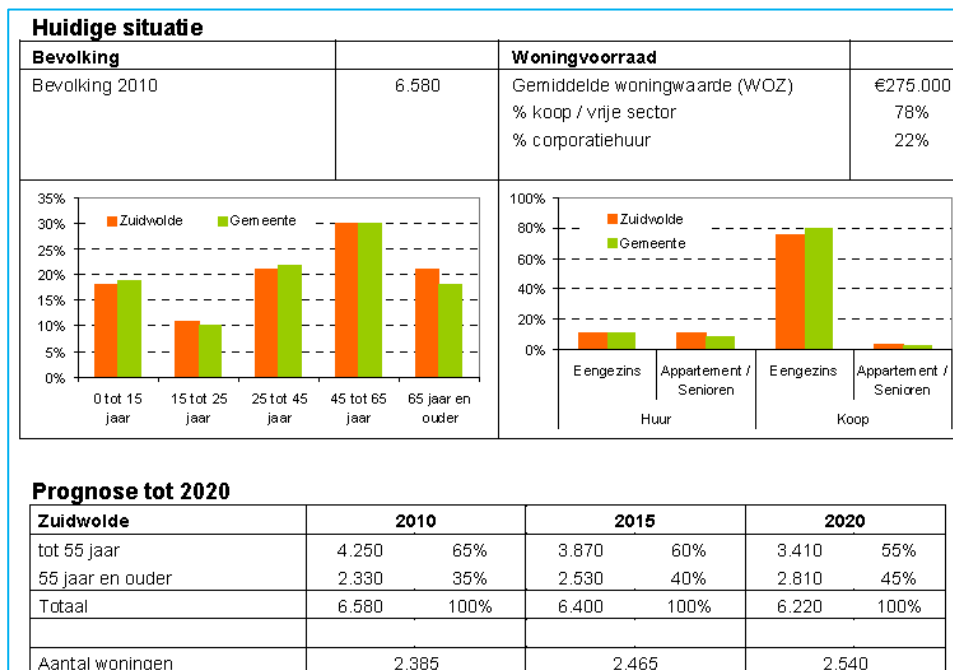 Huidige situatie
Bevolking
Bevolking 2010 6.580
Woningvoorraad
Gemiddelde woningwaarde (WOZ) €275.000
% koop / vrije sector 78%
% corporatiehuur 22%
35%
30%
25%
20%
15%
10%
5%
0%
Zuidwolde Gemeente
0 tot 15 jaar
15 tot 25 jaar
25 tot 45 jaar
45 tot 65 jaar
65 jaar en ouder
100%
80%
60%
40%
20%
0%
Zuidwolde
Gemeente
Eengezins
Appartement / Senioren
Eengezins
Appartement / Senioren
Huur Koop
Prognose tot 2020
Zuidwolde 2010 2015 2020
tot 55 jaar 4.250 65% 3.870 60% 3.410 55%
55 jaar en ouder 2.330 35% 2.530 40% 2.810 45%
Totaal 6.580 100% 6.400 100% 6.220 100%
Aantal woningen 2.385 2.465 2.540